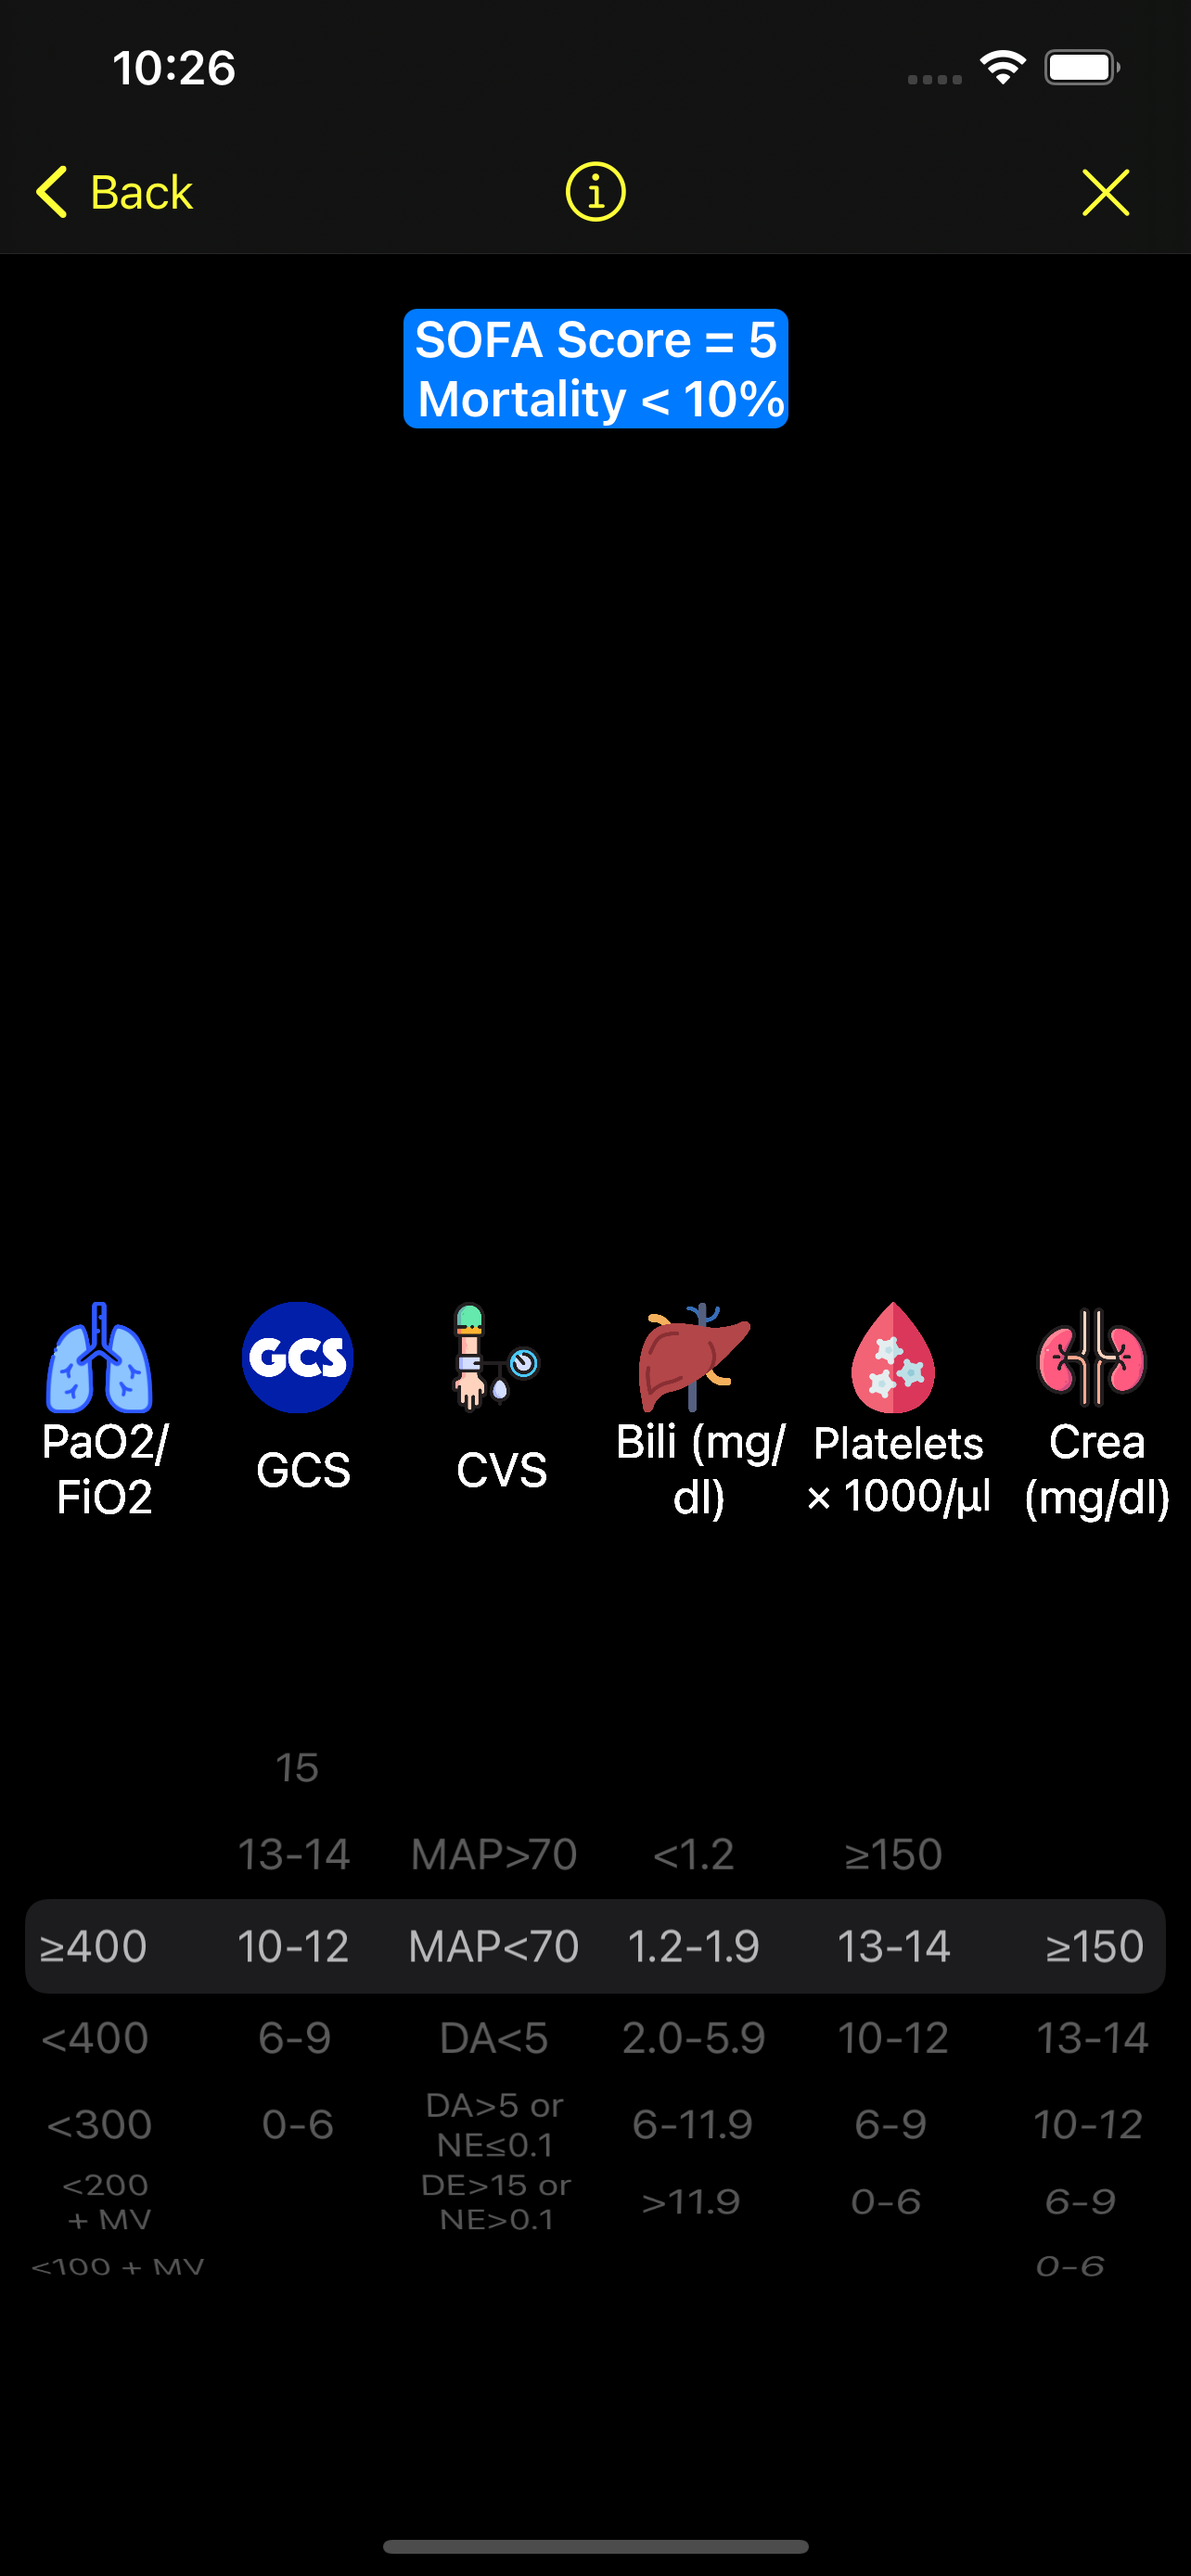 10:26
Back
SOFA Score = 5
Mortality < 10%
GCS
PaO2/
FiO2
GCS
CVS
Bili (mg/
dl)
Platelets
× 1000/µl
Crea
(mg/dl)
15
13-14 MAP>70 <1.2 ≥150
≥400 10-12 MAP<70 1.2-1.9 13-14 ≥150
<400 6-9 DA<5 2.0-5.9 10-12 13-14
<300 0-6 DA>5 or
NE≤0.1 6-11.9 6-9 10-12
<200
+ MV DE>15 or
NE>0.1 >11.9 0-6 6-9
<100 + MV 0-6